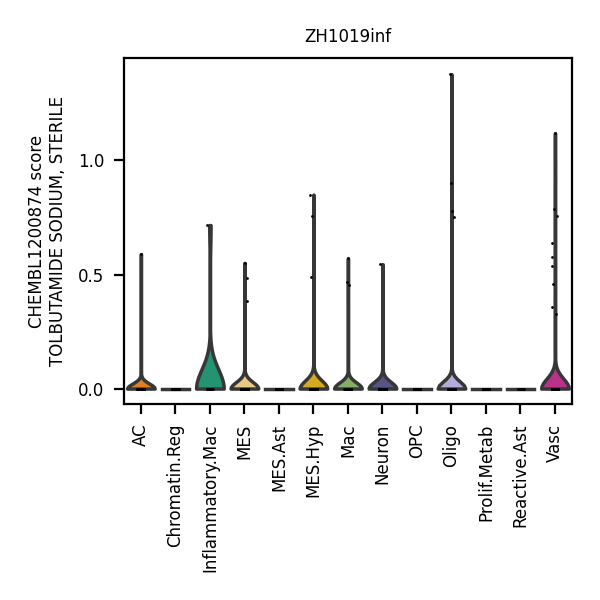 ZH1019inf
CHEMBL1200874 score
TOLBUTAMIDE SODIUM, STERILE
1.0
0.5
0.0
AC
Chromatin.Reg
Inflammatory.Mac
MES
MES.Ast
MES.Hyp
Mac
Neuron
OPC
Oligo
Prolif.Metab
Reactive.Ast
Vasc